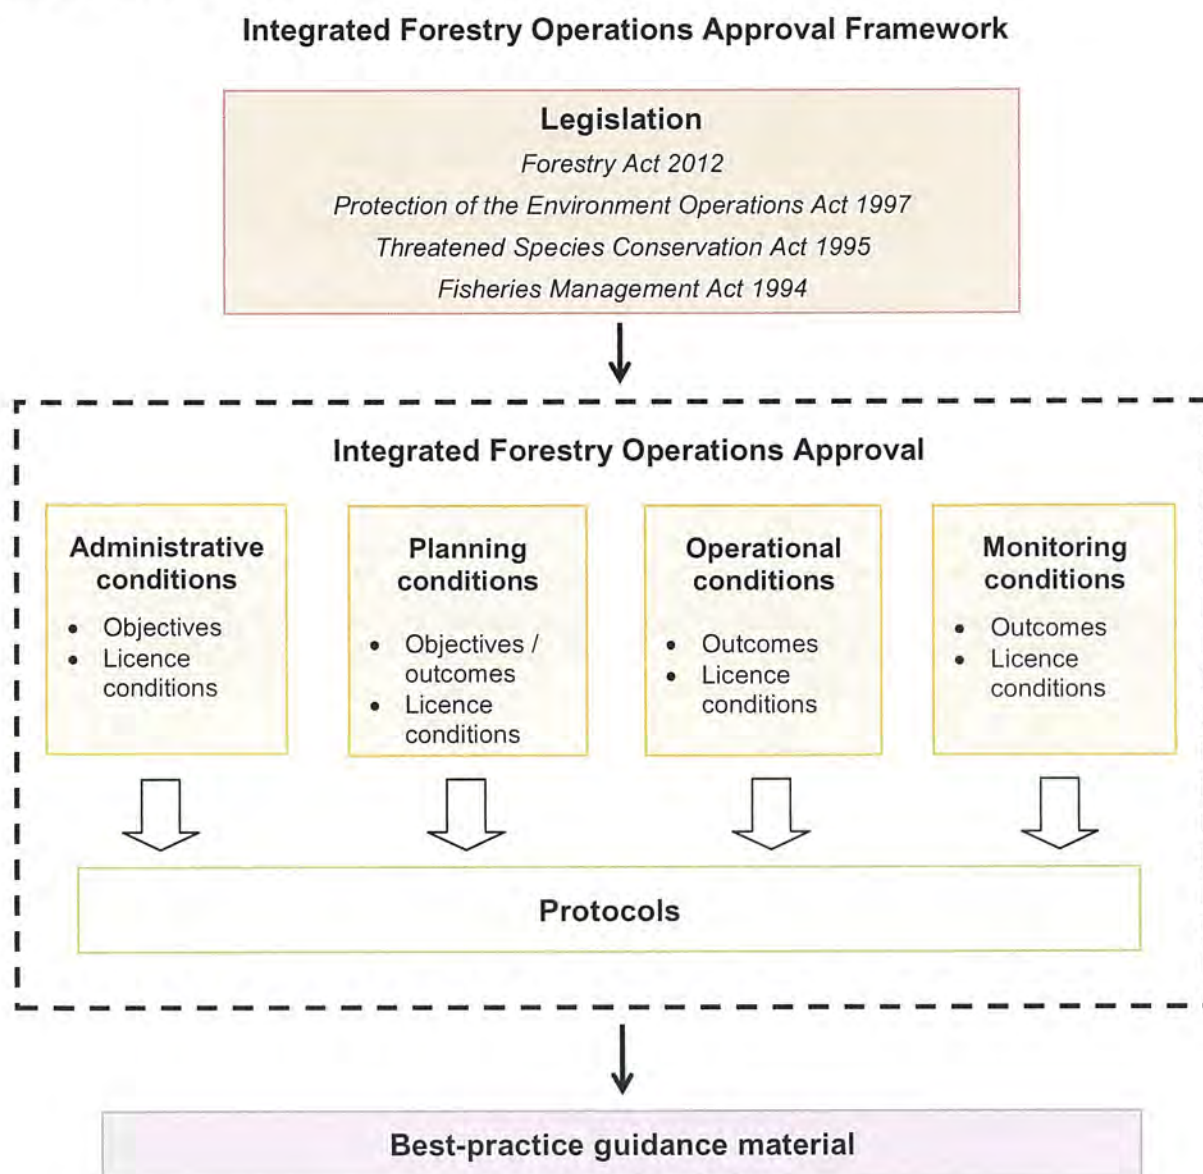 Integrated Forestry Operations Approval Framework
Legislation
Forestry Act 2012
Protection of the Environment Operations Act 1997
Threatened Species Conservation Act 1995
Fisheries Management Act 1994
Integrated Forestry Operations Approval
Administrative
conditions
• Objectives
• Licence
conditions
Planning
conditions
• Objectives /
outcomes
• Licence
conditions
Operational
conditions
• Outcomes
• Licence
conditions
Monitoring
conditions
• Outcomes
• Licence
conditions
Protocols
Best-practice guidance material